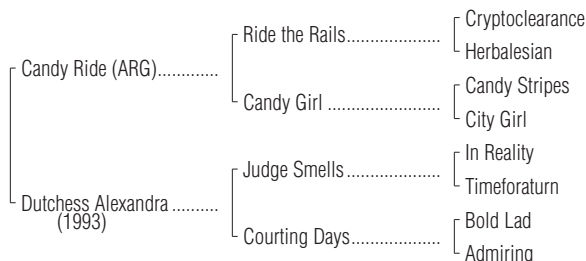 Cryptoclearance
Ride the Rails.....................
Herbalesian
Candy Ride (ARG).............
Candy Stripes
Candy Girl .........................
City Girl
In Reality
Judge Smells.....................
Timeforaturn
Dutchess Alexandra ..........
(1993)
Bold Lad
Courting Days....................
Admiring